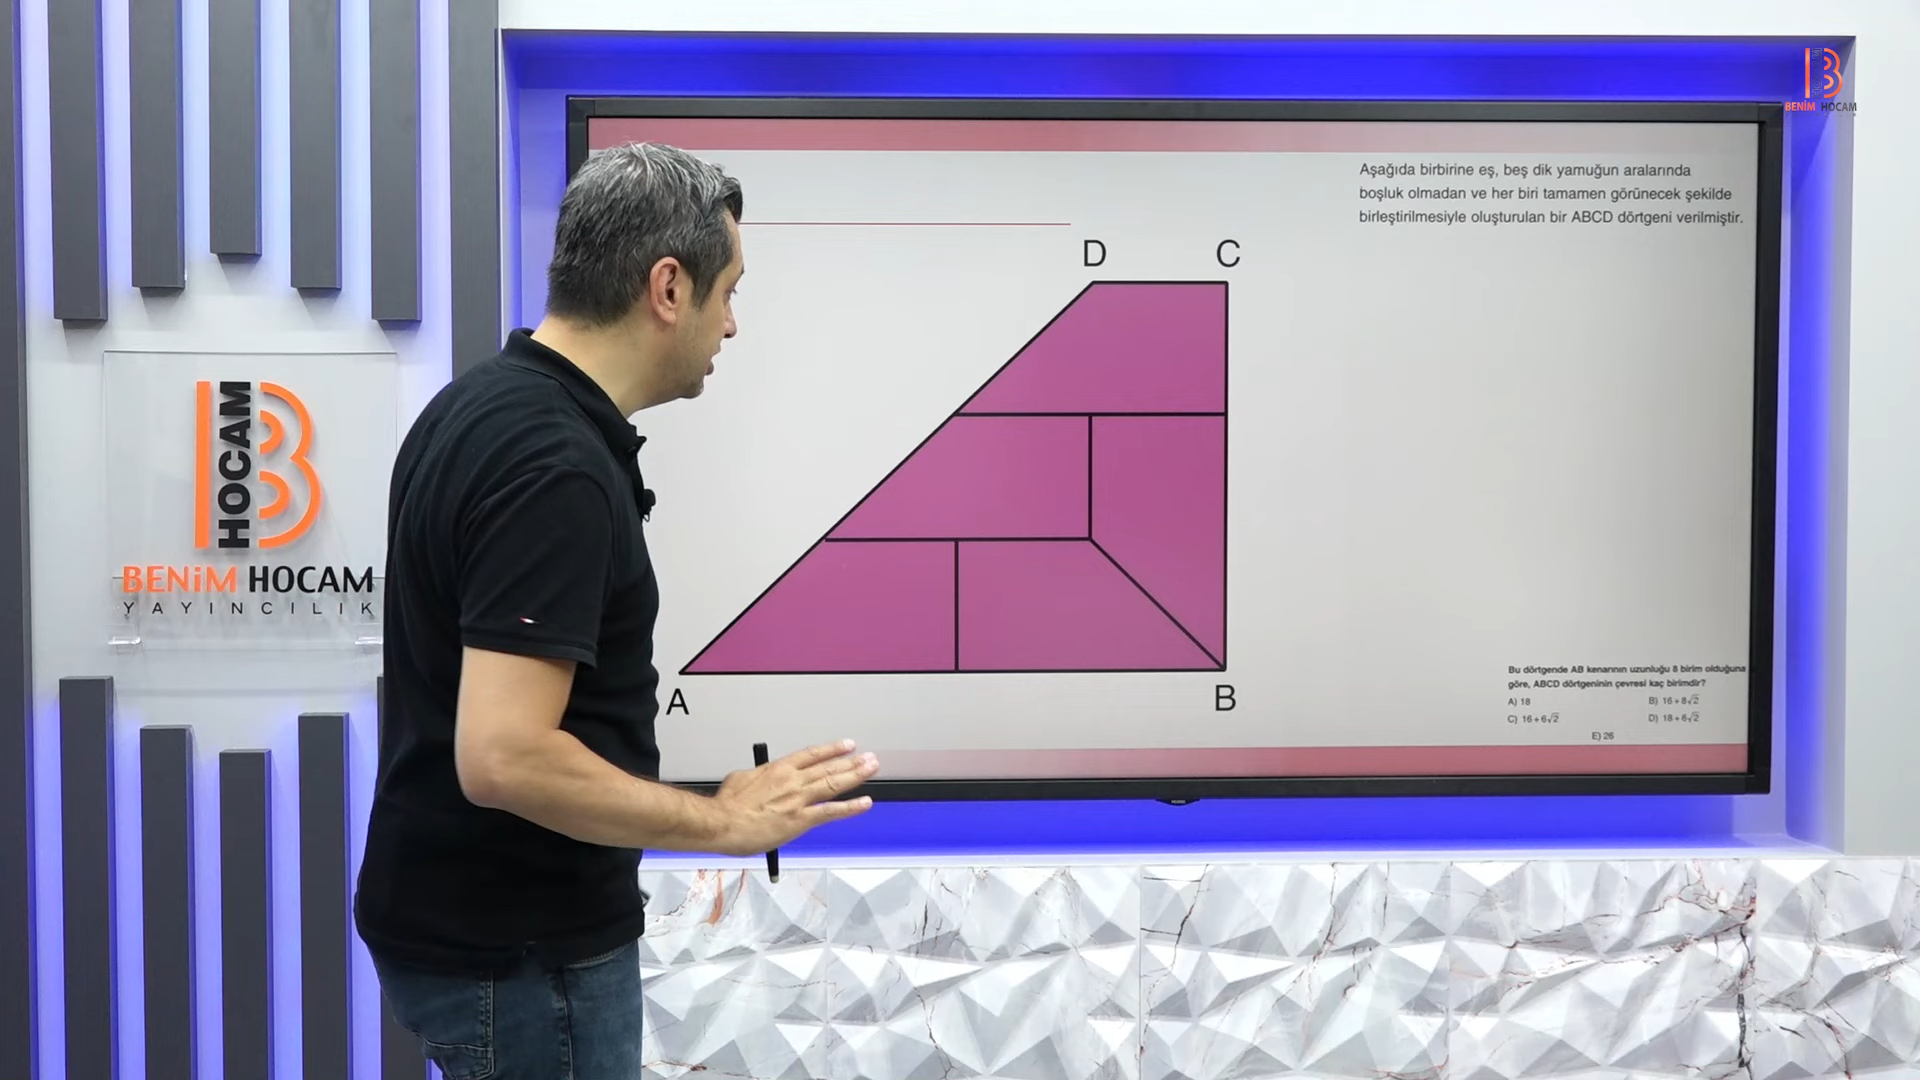 B
BENİM HOCAM
Aşağıda birbirine eş, beş dik yamuğun aralarında
boşluk olmadan ve her biri tamamen görünecek şekilde
birleştirilmesiyle oluşturulan bir ABCD dörtgeni verilmiştir.
D C
HOCAM B
BENiM HOCAM
YAYINCILIK
A B
Bu dörtgende AB kenarının uzunluğu 8 birim olduğuna
göre, ABCD dörtgeninin çevresi kaç birimdir?
A) 18 B) 16+8√2
C) 16+6√2 D) 18+6√2
E) 26